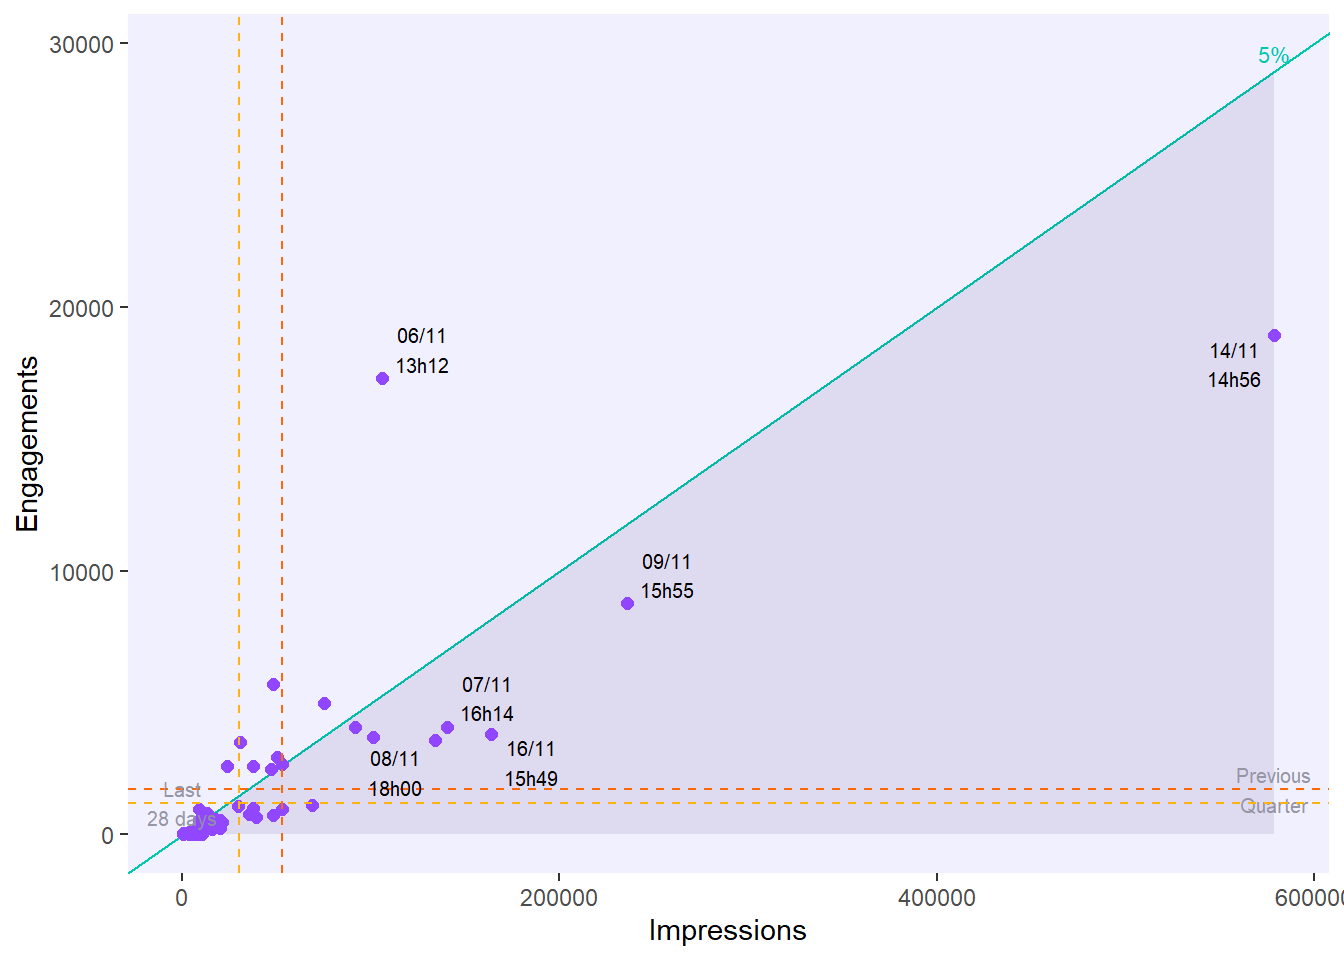 30000
5%
06/11
13h12
20000
14/11
14h56
Engagements
10000
09/11
15h55
07/11
16h14
08/11
18h00
16/11
15h49
Previous
Quarter
Last
28 days
0
0
200000
400000
600000
Impressions